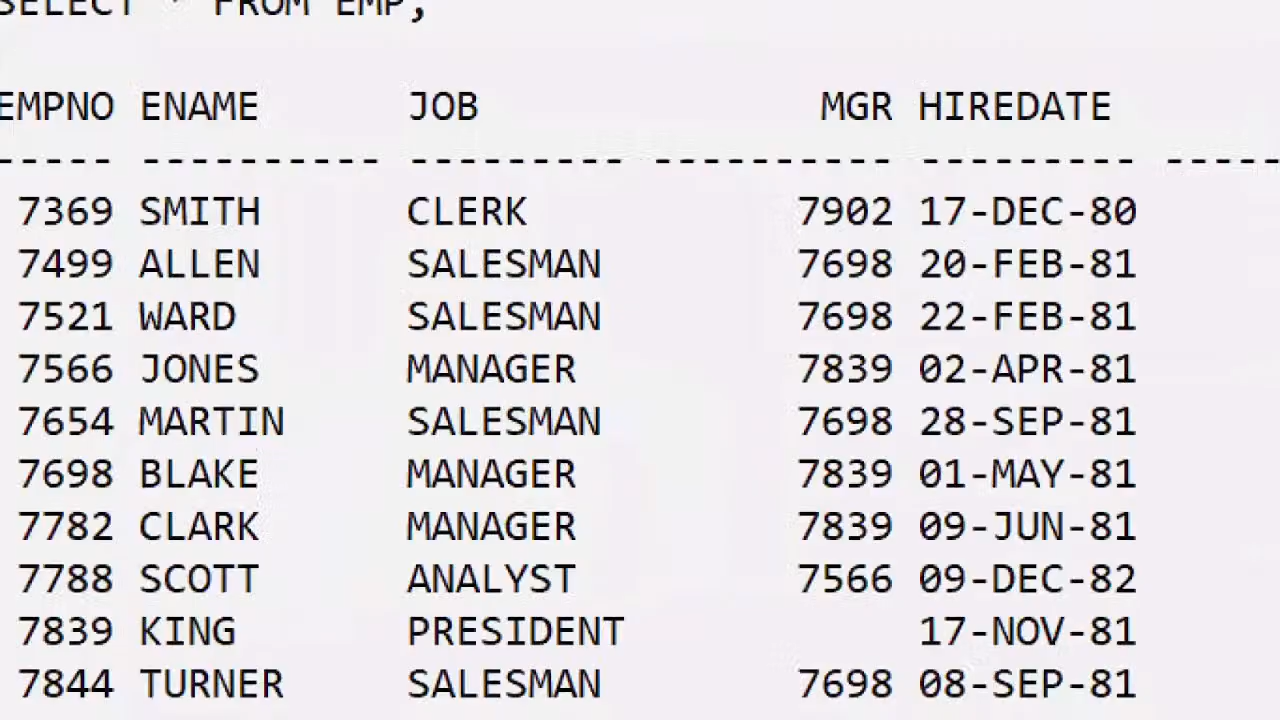 SELECT * FROM EMP;
EMPNO ENAME JOB MGR HIREDATE
----- ---------- --------- ---------- --------- -----
7369 SMITH CLERK 7902 17-DEC-80
7499 ALLEN SALESMAN 7698 20-FEB-81
7521 WARD SALESMAN 7698 22-FEB-81
7566 JONES MANAGER 7839 02-APR-81
7654 MARTIN SALESMAN 7698 28-SEP-81
7698 BLAKE MANAGER 7839 01-MAY-81
7782 CLARK MANAGER 7839 09-JUN-81
7788 SCOTT ANALYST 7566 09-DEC-82
7839 KING PRESIDENT 17-NOV-81
7844 TURNER SALESMAN 7698 08-SEP-81